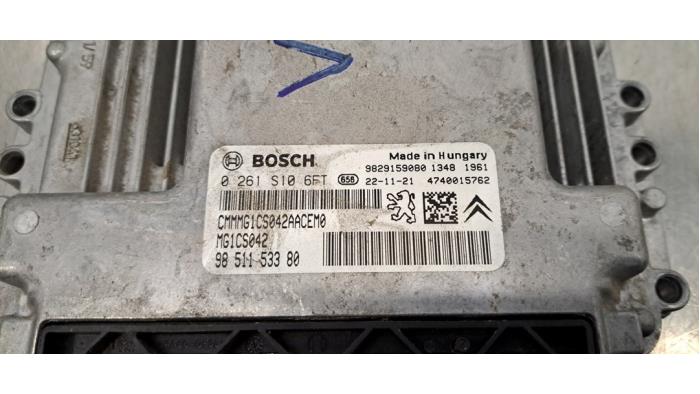 BOSCH
Made in Hungary
9829159080 1348 1961
0 261 S10 6FT 656 22-11-21 4740015762
CMMMG1CS042AACEM0
MG1CS042
98 511 533 80